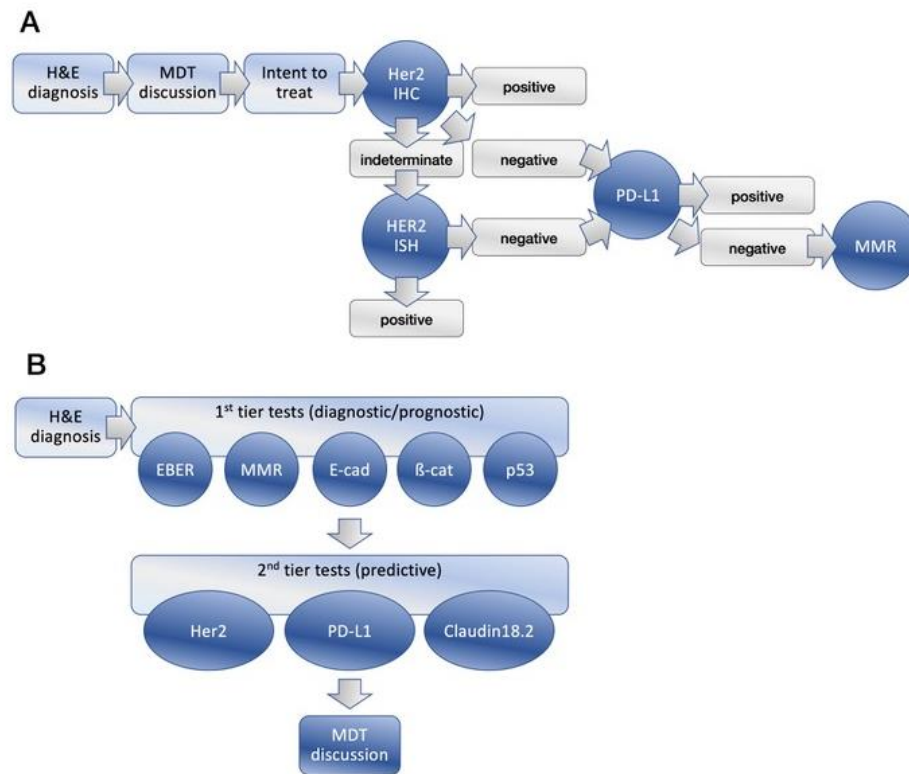 A
H&E
diagnosis
MDT
discussion
Intent to
treat
Her2
IHC
positive
indeterminate
negative
PD-L1
positive
HER2
ISH
negative
negative
MMR
positive
B
H&E
diagnosis
1st tier tests (diagnostic/prognostic)
EBER
MMR
E-cad
ß-cat
p53
2nd tier tests (predictive)
Her2
PD-L1
Claudin18.2
MDT
discussion